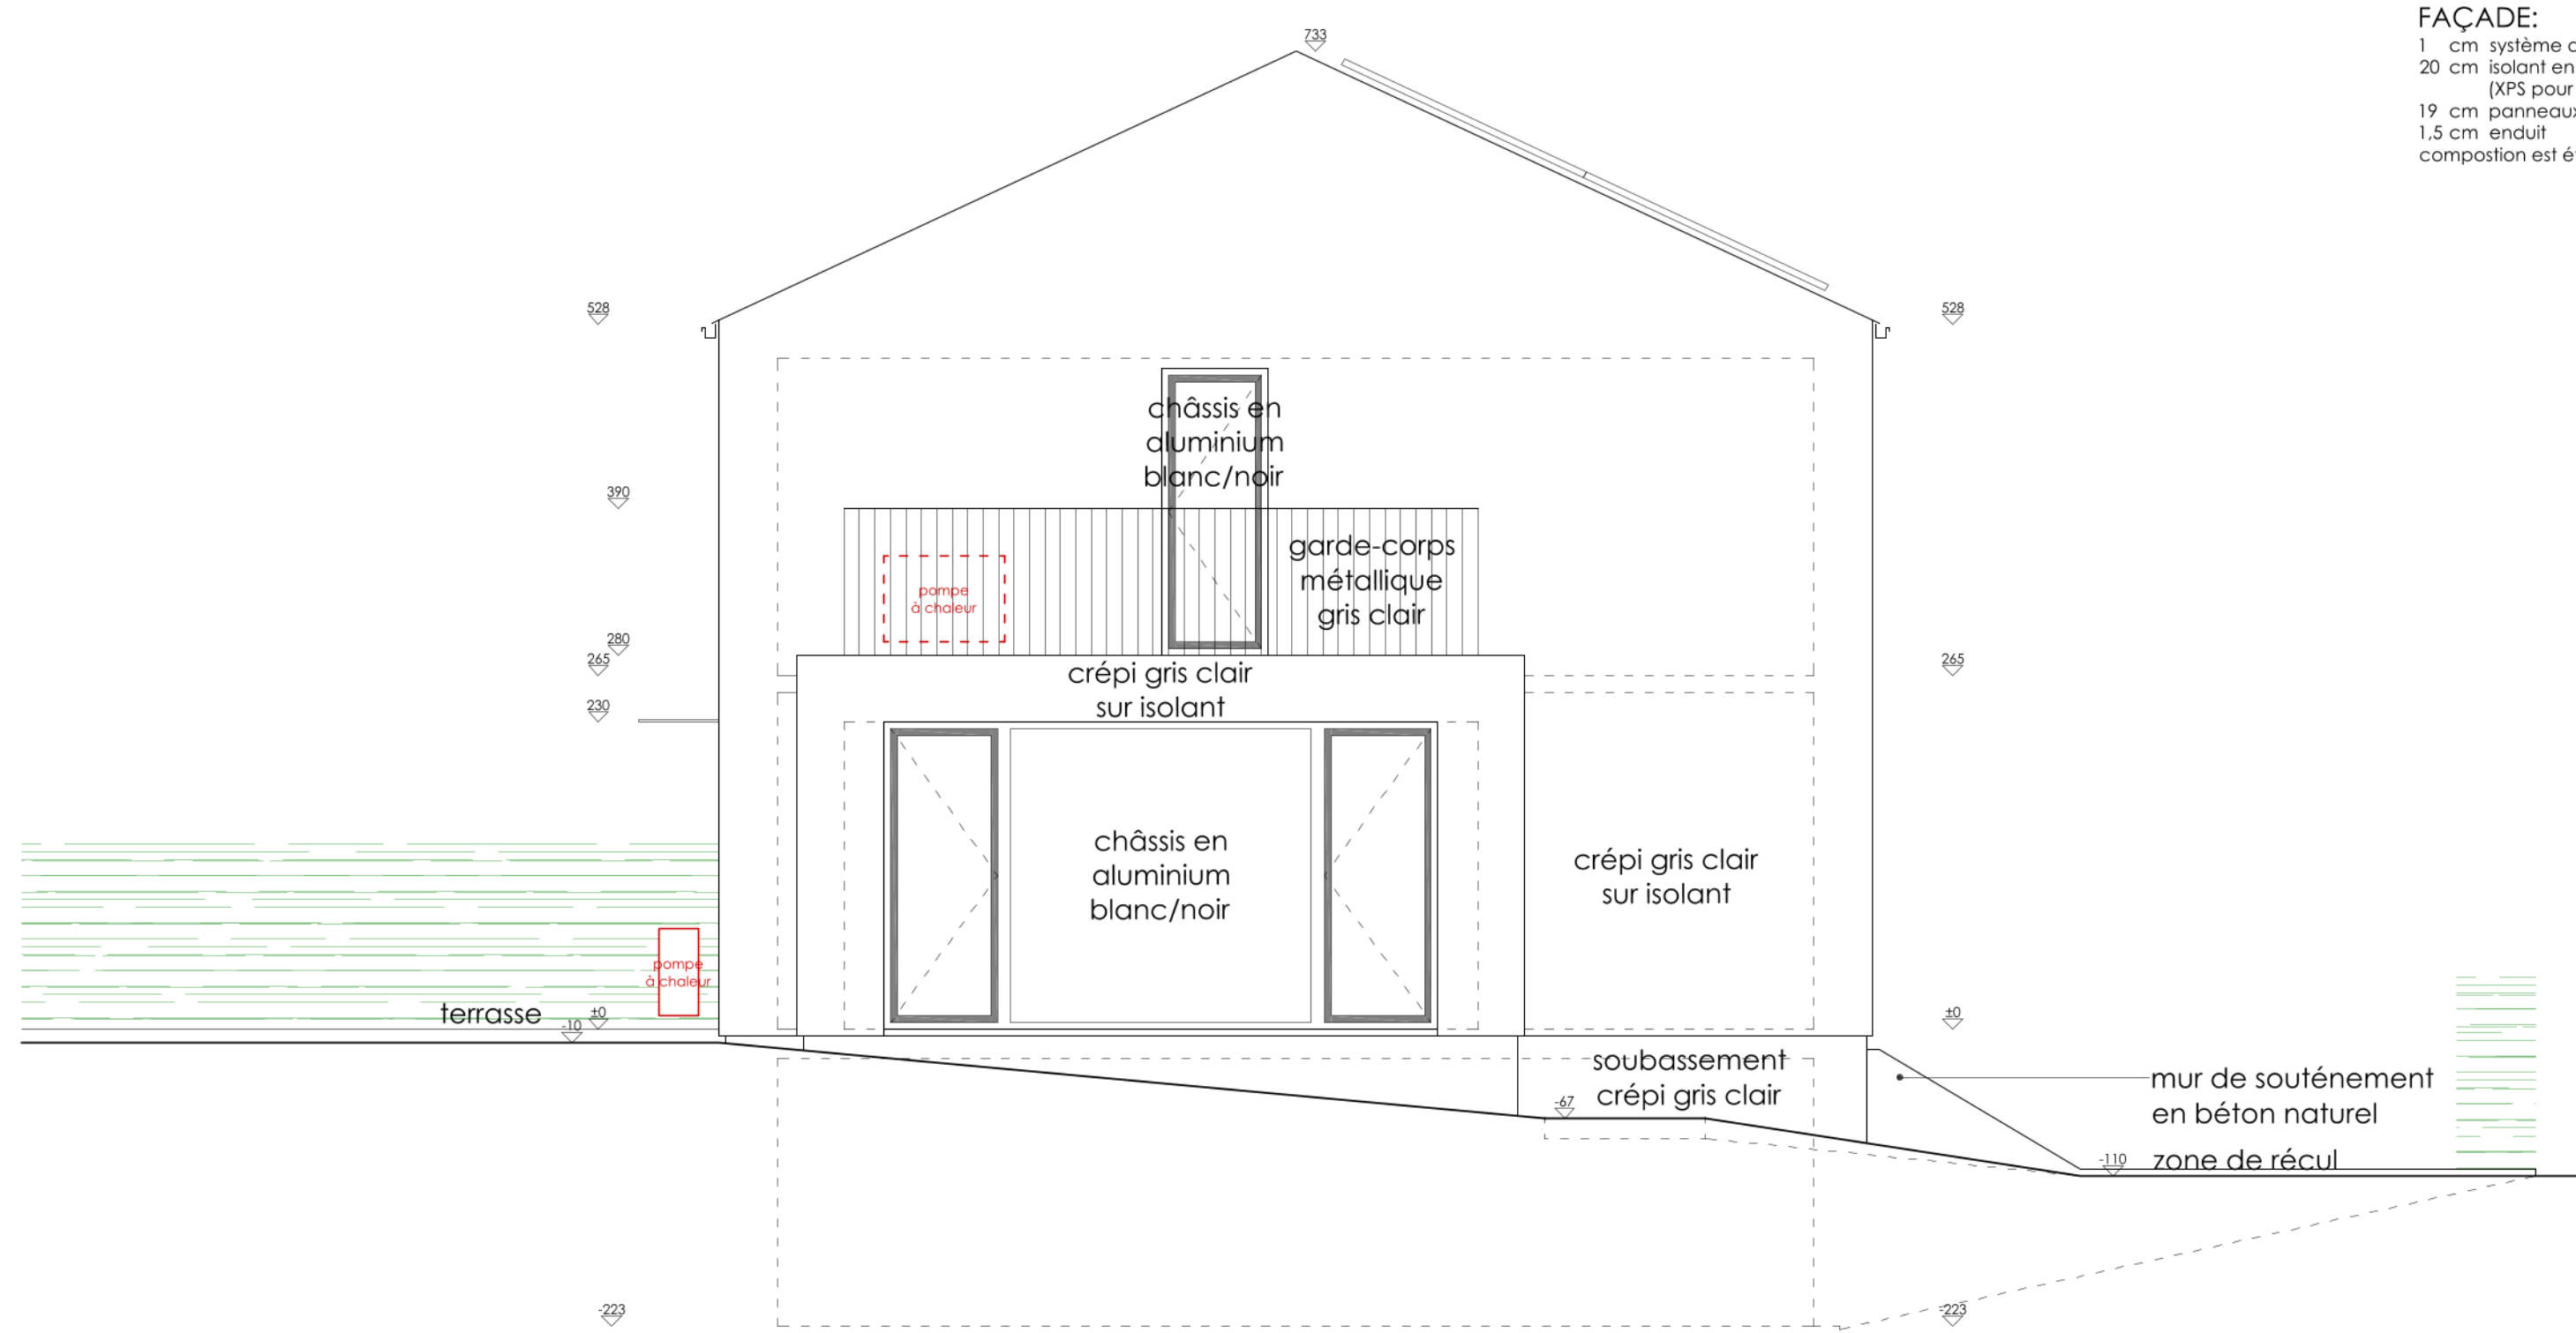 FAÇADE:
1 cm système
20 cm isolant en
(XPS pour
19 cm panneaux
1,5 cm enduit
compostion est
733
528
528
châssis en
aluminium
blanc/noir
390
garde-corps
métallique
gris clair
pompe
à chaleur
280
265
265
crépi gris clair
sur isolant
230
châssis en
aluminium
blanc/noir
crépi gris clair
sur isolant
pompe
à chaleur
terrasse
-10
±0
±0
soubassement
crépi gris clair
-67
mur de souténement
en béton naturel
-110
zone de récul
-223
-223